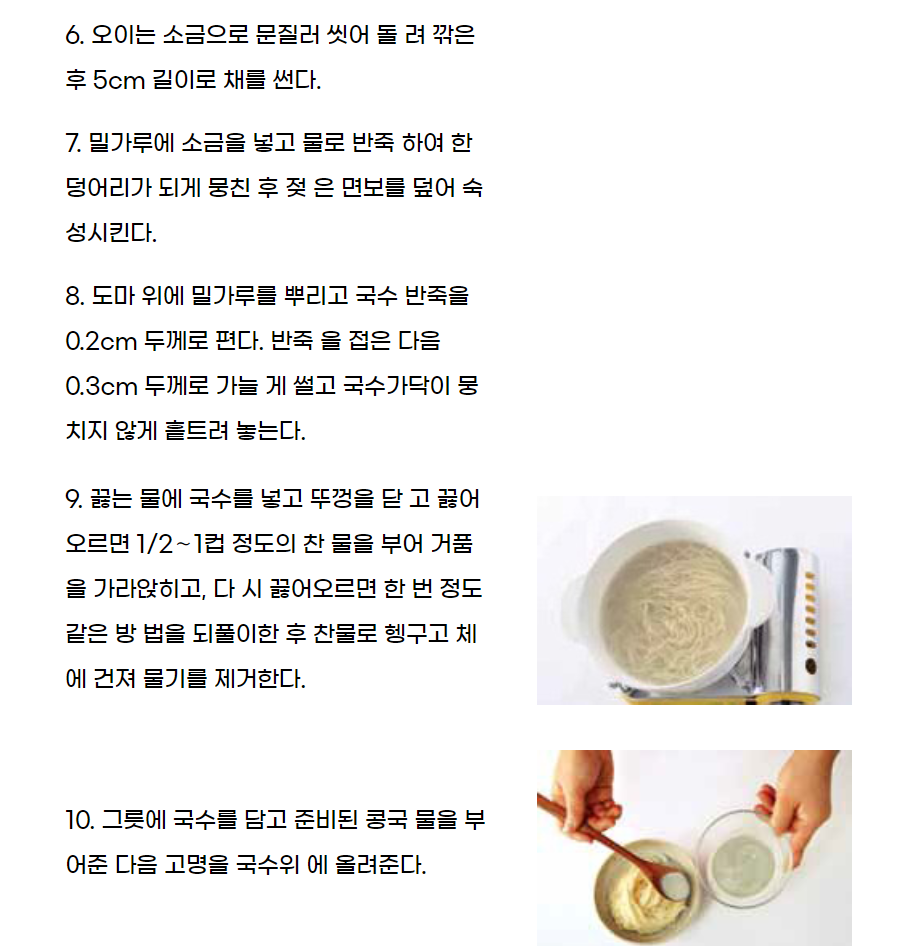 6. 오이는 소금으로 문질러 씻어 돌 려 깎은
후 5cm 길이로 채를 썬다.
7. 밀가루에 소금을 넣고 물로 반죽 하여 한
덩어리가 되게 뭉친 후 젖 은 면보를 덮어 숙
성시킨다.
8. 도마 위에 밀가루를 뿌리고 국수 반죽을
0.2cm 두께로 편다. 반죽 을 접은 다음
0.3cm 두께로 가늘 게 썰고 국수가닥이 뭉
치지 않게 흩트려 놓는다.
9. 끓는 물에 국수를 넣고 뚜껑을 닫 고 끓어
오르면 1/2~1컵 정도의 찬 물을 부어 거품
을 가라앉히고, 다 시 끓어오르면 한 번 정도
같은 방 법을 되풀이한 후 찬물로 헹구고 체
에 건져 물기를 제거한다.
10. 그릇에 국수를 담고 준비된 콩국 물을 부
어준 다음 고명을 국수위 에 올려준다.